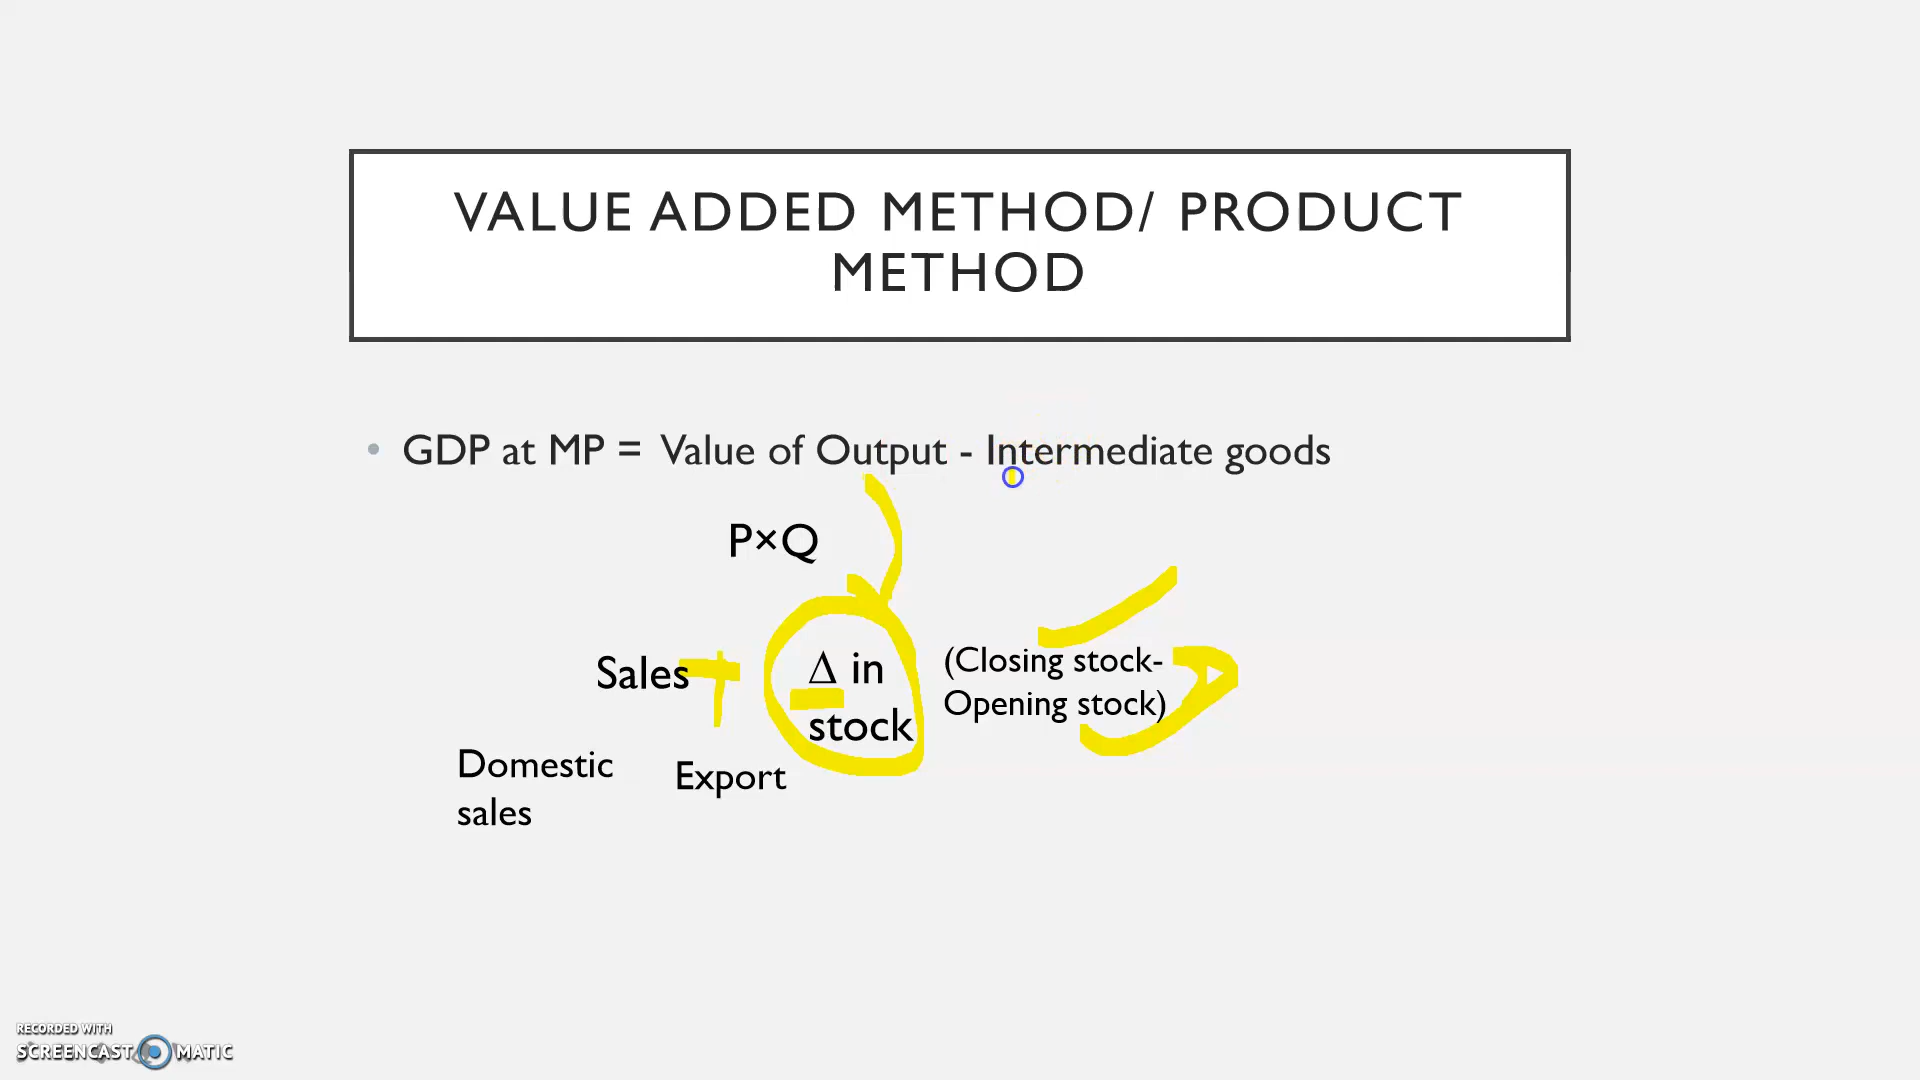 VALUE ADDED METHOD/ PRODUCT
METHOD
• GDP at MP = Value of Output - Intermediate goods
P×Q
Sales +
Δ in
stock
(Closing stock-
Opening stock)
Domestic
sales
Export
RECORDED WITH
SCREENCAST MATIC